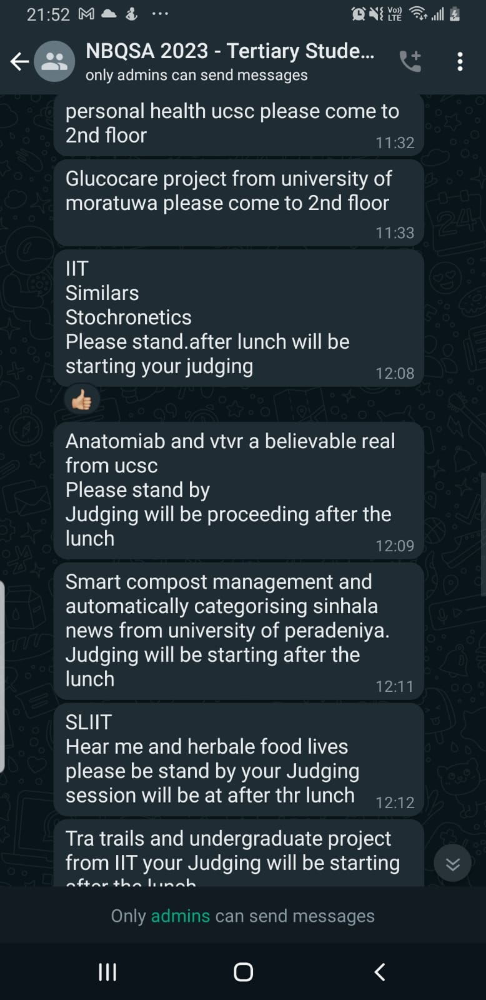 21:52
Vo)) LTE
NBQSA 2023 - Tertiary Stude...
only admins can send messages
personal health ucsc please come to
2nd floor
11:32
Glucocare project from university of
moratuwa please come to 2nd floor
11:33
IIT
Similars
Stochronetics
Please stand.after lunch will be
starting your judging
12:08
Anatomiab and vtvr a believable real
from ucsc
Please stand by
Judging will be proceeding after the
lunch
12:09
Smart compost management and
automatically categorising sinhala
news from university of peradeniya.
Judging will be starting after the
lunch
12:11
SLIIT
Hear me and herbale food lives
please be stand by your Judging
session will be at after thr lunch
12:12
Tra trails and undergraduate project
from IIT your Judging will be starting
after the lunch
Only admins can send messages